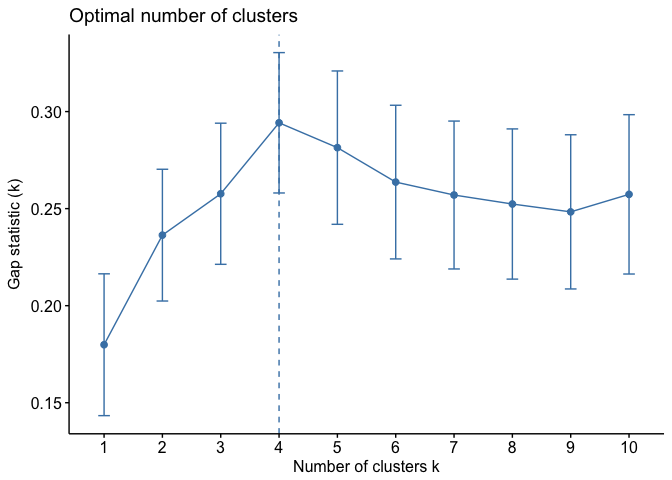 Optimal number of clusters
Gap statistic (k)
0.30
0.25
0.20
0.15
1 2 3 4 5 6 7 8 9 10
Number of clusters k